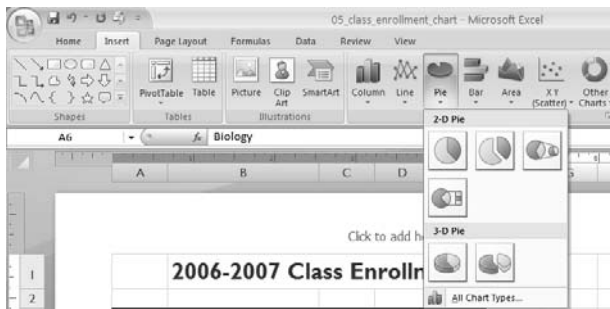 05_class_enrollment_chart - Microsoft Excel
Home Insert Page Layout Formulas Data Review View
PivotTable Table Picture Clip Art SmartArt Column Line Pie Bar Area X Y (Scatter) Other Charts
Shapes Tables Illustrations
2-D Pie
A6 fx Biology
A B C D G
Click to add h
3-D Pie
1 2006-2007 Class Enrolln
2 All Chart Types...